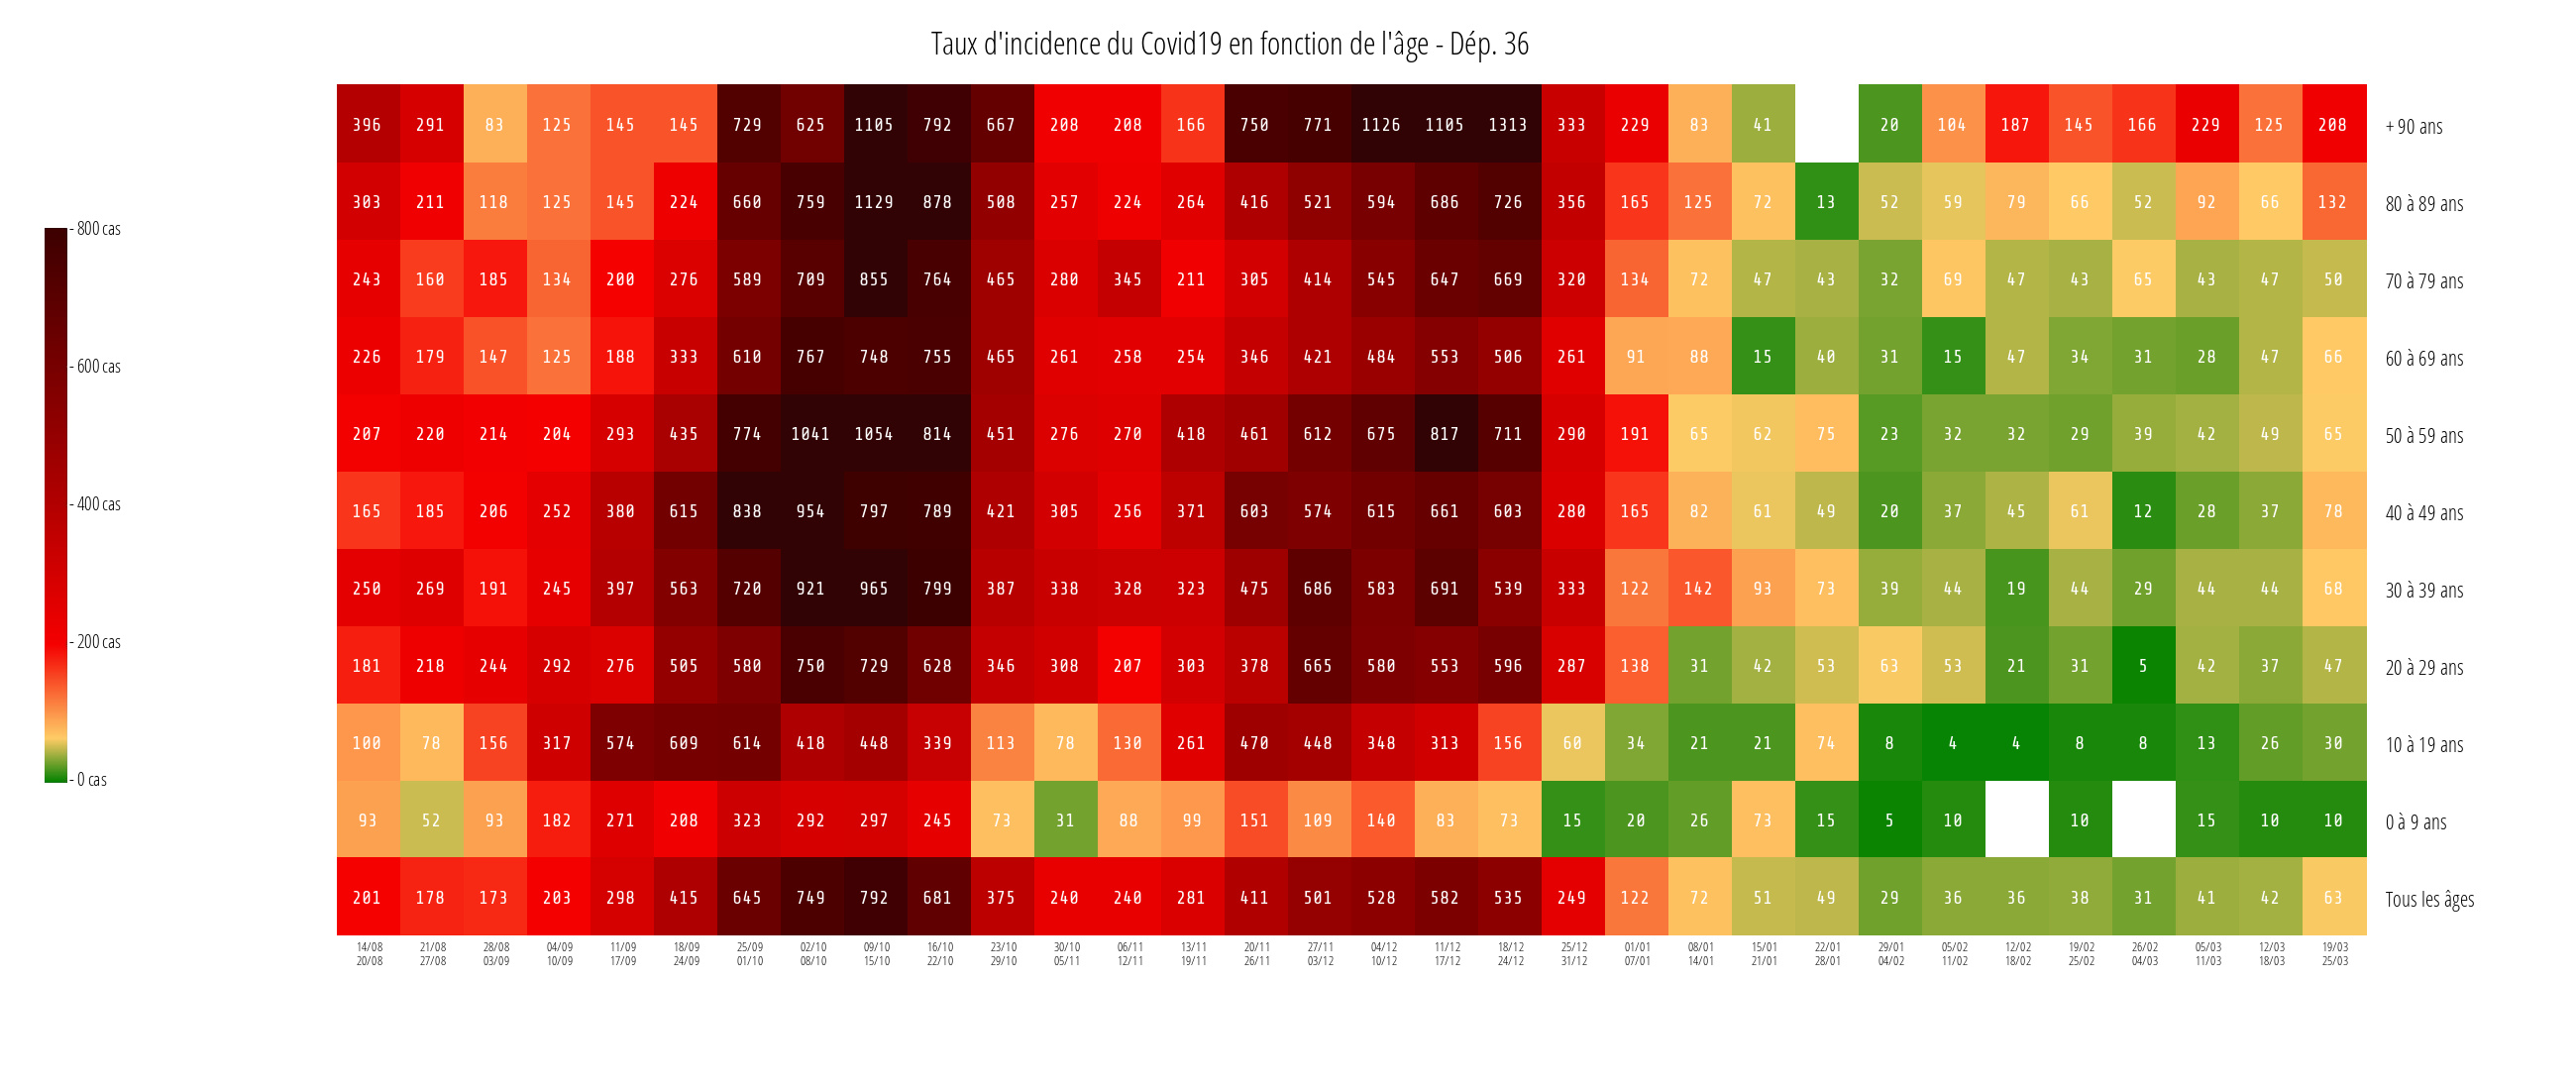 Taux d'incidence du Covid19 en fonction de l'âge - Dép. 36
- 800 cas
- 600 cas
- 400 cas
- 200 cas
- 0 cas
396 291 83 125 145 145 729 625 1105 792 667 208 208 166 750 771 1126 1105 1313 333 229 83 41 20 104 187 145 166 229 125 208 + 90 ans
303 211 118 125 145 224 660 759 1129 878 508 257 224 264 416 521 594 686 726 356 165 125 72 13 52 59 79 66 52 92 66 132 80 à 89 ans
243 160 185 134 200 276 589 709 855 764 465 280 345 211 305 414 545 647 669 320 134 72 47 43 32 69 47 43 65 43 47 50 70 à 79 ans
226 179 147 125 188 333 610 767 748 755 465 261 258 254 346 421 484 553 506 261 91 88 15 40 31 15 47 34 31 28 47 66 60 à 69 ans
207 220 214 204 293 435 774 1041 1054 814 451 276 270 418 461 612 675 817 711 290 191 65 62 75 23 32 32 29 39 42 49 65 50 à 59 ans
165 185 206 252 380 615 838 954 797 789 421 305 256 371 603 574 615 661 603 280 165 82 61 49 20 37 45 61 12 28 37 78 40 à 49 ans
250 269 191 245 397 563 720 921 965 799 387 338 328 323 475 686 583 691 539 333 122 142 93 73 39 44 19 44 29 44 44 68 30 à 39 ans
181 218 244 292 276 505 580 750 729 628 346 308 207 303 378 665 580 553 596 287 138 31 42 53 63 53 21 31 5 42 37 47 20 à 29 ans
100 78 156 317 574 609 614 418 448 339 113 78 130 261 470 448 348 313 156 60 34 21 21 74 8 4 4 8 8 13 26 30 10 à 19 ans
93 52 93 182 271 208 323 292 297 245 73 31 88 99 151 109 140 83 73 15 20 26 73 15 5 10 10 15 10 10 0 à 9 ans
201 178 173 203 298 415 645 749 792 681 375 240 240 281 411 501 528 582 535 249 122 72 51 49 29 36 36 38 31 41 42 63 Tous les âges
14/08 21/08 28/08 04/09 11/09 18/09 25/09 02/10 09/10 16/10 23/10 30/10 06/11 13/11 20/11 27/11 04/12 11/12 18/12 25/12 01/01 08/01 15/01 22/01 29/01 05/02 12/02 19/02 26/02 05/03 12/03 19/03
20/08 27/08 03/09 10/09 17/09 24/09 01/10 08/10 15/10 22/10 29/10 05/11 12/11 19/11 26/11 03/12 10/12 17/12 24/12 31/12 07/01 14/01 21/01 28/01 04/02 11/02 18/02 25/02 04/03 11/03 18/03 25/03